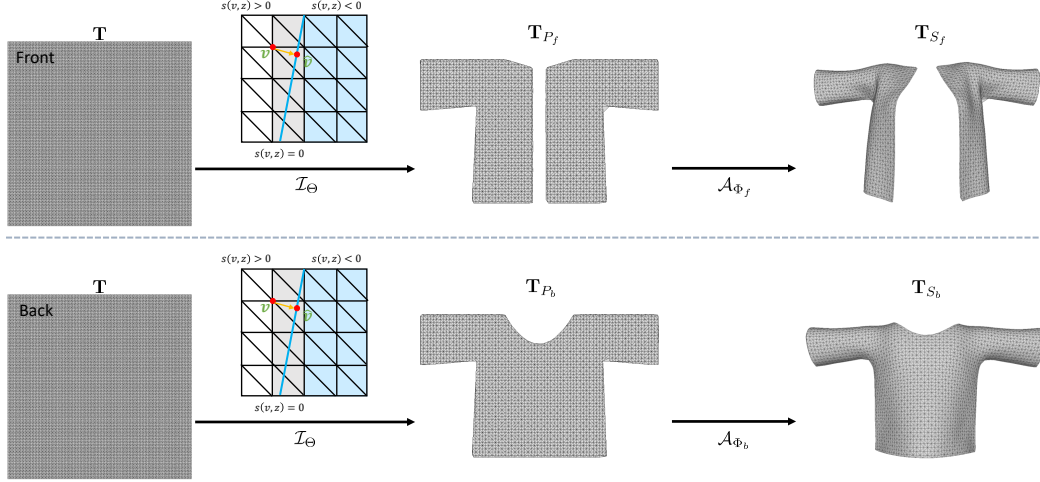 T
Front
s(v,z) > 0
s(v,z) < 0
v
v̄
s(v,z) = 0
I_Θ
T_{P_f}
A_{Φ_f}
T_{S_f}
T
Back
s(v,z) > 0
s(v,z) < 0
v
v̄
s(v,z) = 0
I_Θ
T_{P_b}
A_{Φ_b}
T_{S_b}